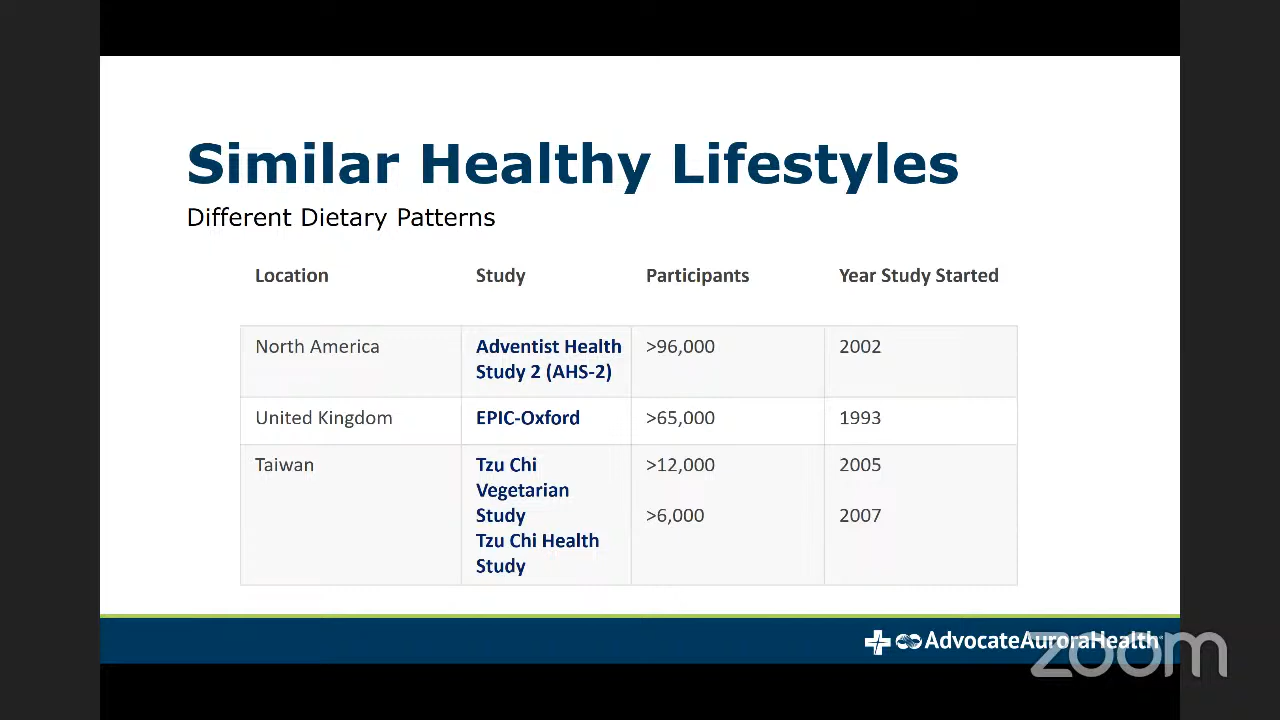 Similar Healthy Lifestyles
Different Dietary Patterns
Location Study Participants Year Study Started
North America Adventist Health >96,000 2002
Study 2 (AHS-2)
United Kingdom EPIC-Oxford >65,000 1993
Taiwan Tzu Chi >12,000 2005
Vegetarian
Study >6,000 2007
Tzu Chi Health
Study
AdvocateAuroraHealth
zoom